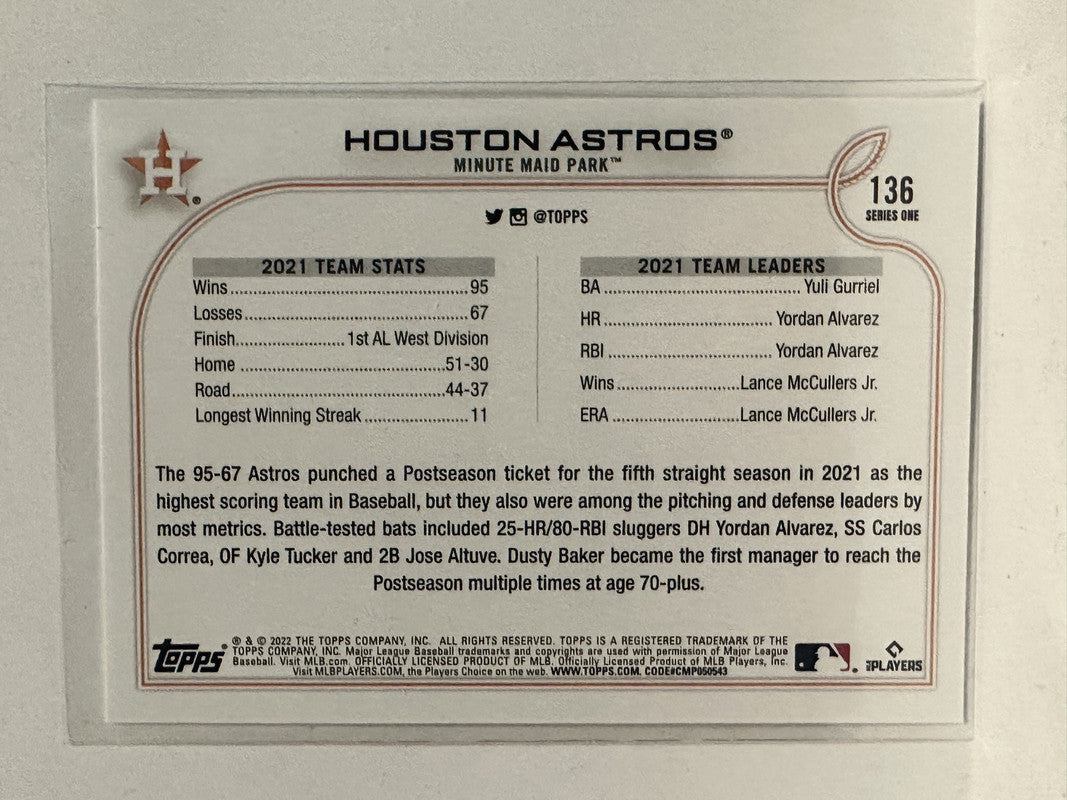 HOUSTON ASTROS®
MINUTE MAID PARK™
H®
136
SERIES ONE
@TOPPS
2021 TEAM STATS
Wins..........95
Losses..........67
Finish..........1st AL West Division
Home..........51-30
Road..........44-37
Longest Winning Streak..........11
2021 TEAM LEADERS
BA..........Yuli Gurriel
HR..........Yordan Alvarez
RBI..........Yordan Alvarez
Wins..........Lance McCullers Jr.
ERA..........Lance McCullers Jr.
The 95-67 Astros punched a Postseason ticket for the fifth straight season in 2021 as the
highest scoring team in Baseball, but they also were among the pitching and defense leaders by
most metrics. Battle-tested bats included 25-HR/80-RBI sluggers DH Yordan Alvarez, SS Carlos
Correa, OF Kyle Tucker and 2B Jose Altuve. Dusty Baker became the first manager to reach the
Postseason multiple times at age 70-plus.
topps®
® & © 2022 THE TOPPS COMPANY, INC. ALL RIGHTS RESERVED. TOPPS IS A REGISTERED TRADEMARK OF THE
TOPPS COMPANY, INC. Major League Baseball trademarks and copyrights are used with permission of Major League
Baseball. Visit MLB.com. OFFICIALLY LICENSED PRODUCT OF MLB. Officially Licensed Product of MLB Players, Inc.
Visit MLBPLAYERS.COM, the Players Choice on the web. WWW.TOPPS.COM. CODE#CMP050543
PLAYERS